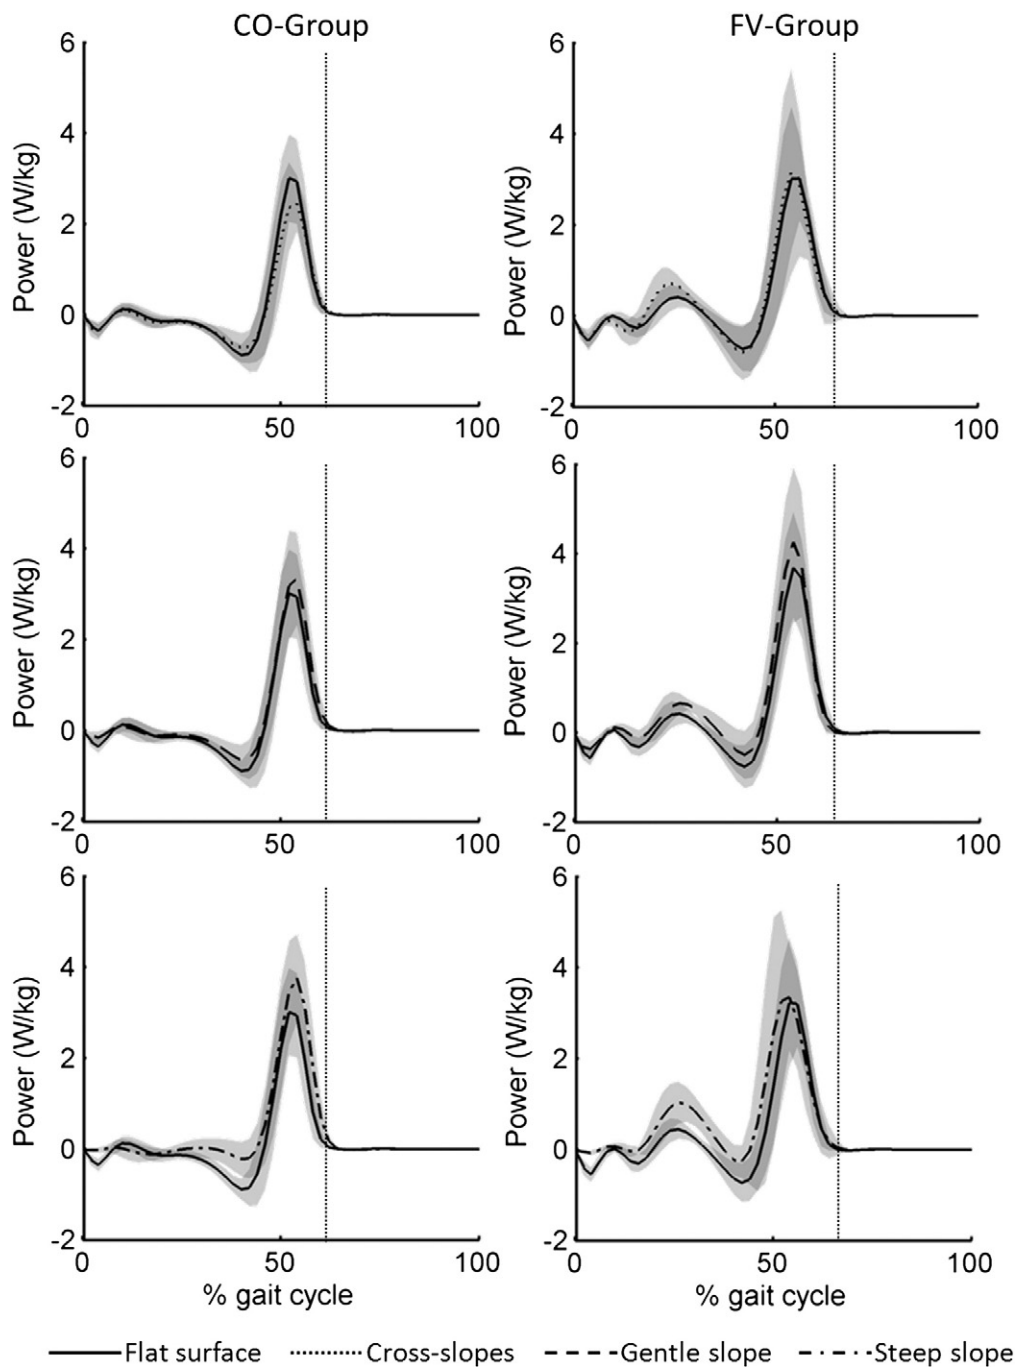 CO-Group FV-Group
6 6
Power (W/kg) Power (W/kg)
4 4
2 2
0 0
-2 -2
0 50 100 0 50 100
6 6
Power (W/kg) Power (W/kg)
4 4
2 2
0 0
-2 -2
0 50 100 0 50 100
6 6
Power (W/kg) Power (W/kg)
4 4
2 2
0 0
-2 -2
0 50 100 0 50 100
% gait cycle % gait cycle
Flat surface Cross-slopes Gentle slope Steep slope